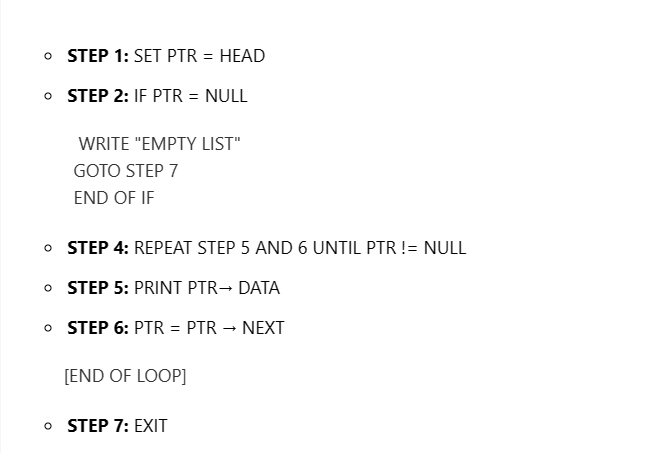 STEP 1: SET PTR = HEAD
STEP 2: IF PTR = NULL
WRITE "EMPTY LIST"
GOTO STEP 7
END OF IF
STEP 4: REPEAT STEP 5 AND 6 UNTIL PTR != NULL
STEP 5: PRINT PTR→ DATA
STEP 6: PTR = PTR → NEXT
[END OF LOOP]
STEP 7: EXIT